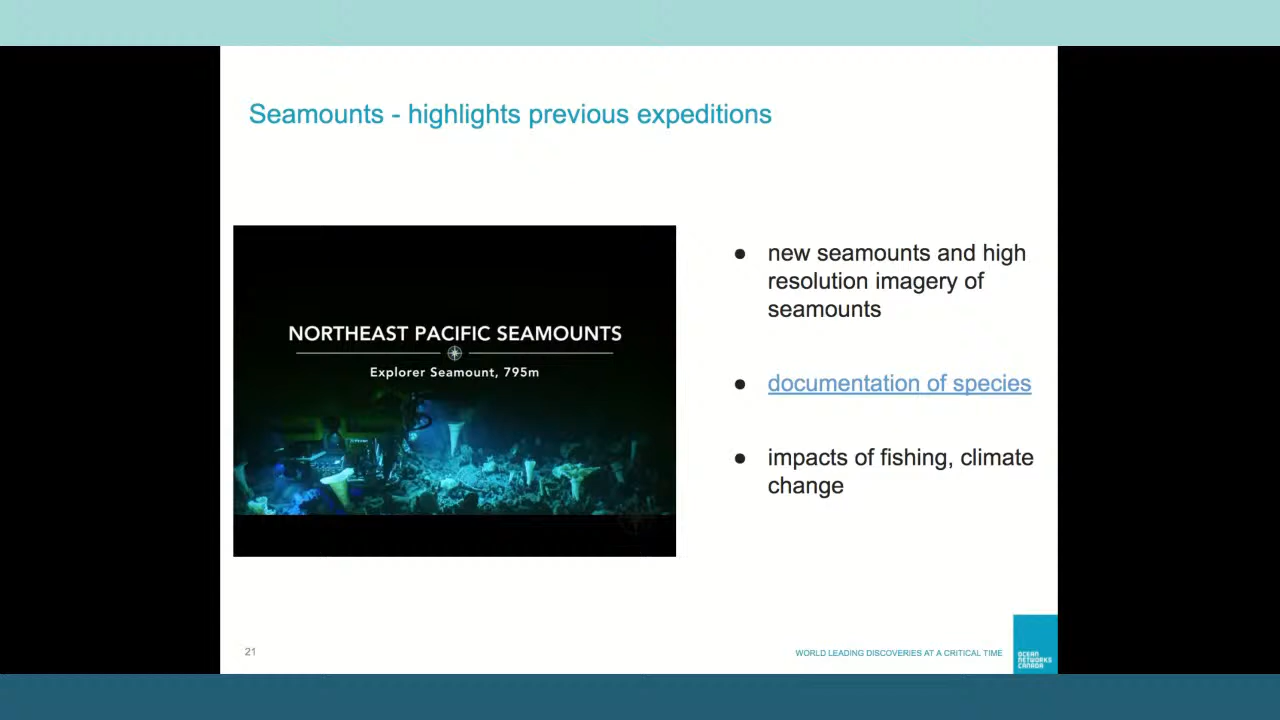 Seamounts - highlights previous expeditions
NORTHEAST PACIFIC SEAMOUNTS
Explorer Seamount, 795m
● new seamounts and high
resolution imagery of
seamounts
● documentation of species
● impacts of fishing, climate
change
21
WORLD LEADING DISCOVERIES AT A CRITICAL TIME
OCEAN
NETWORKS
CANADA